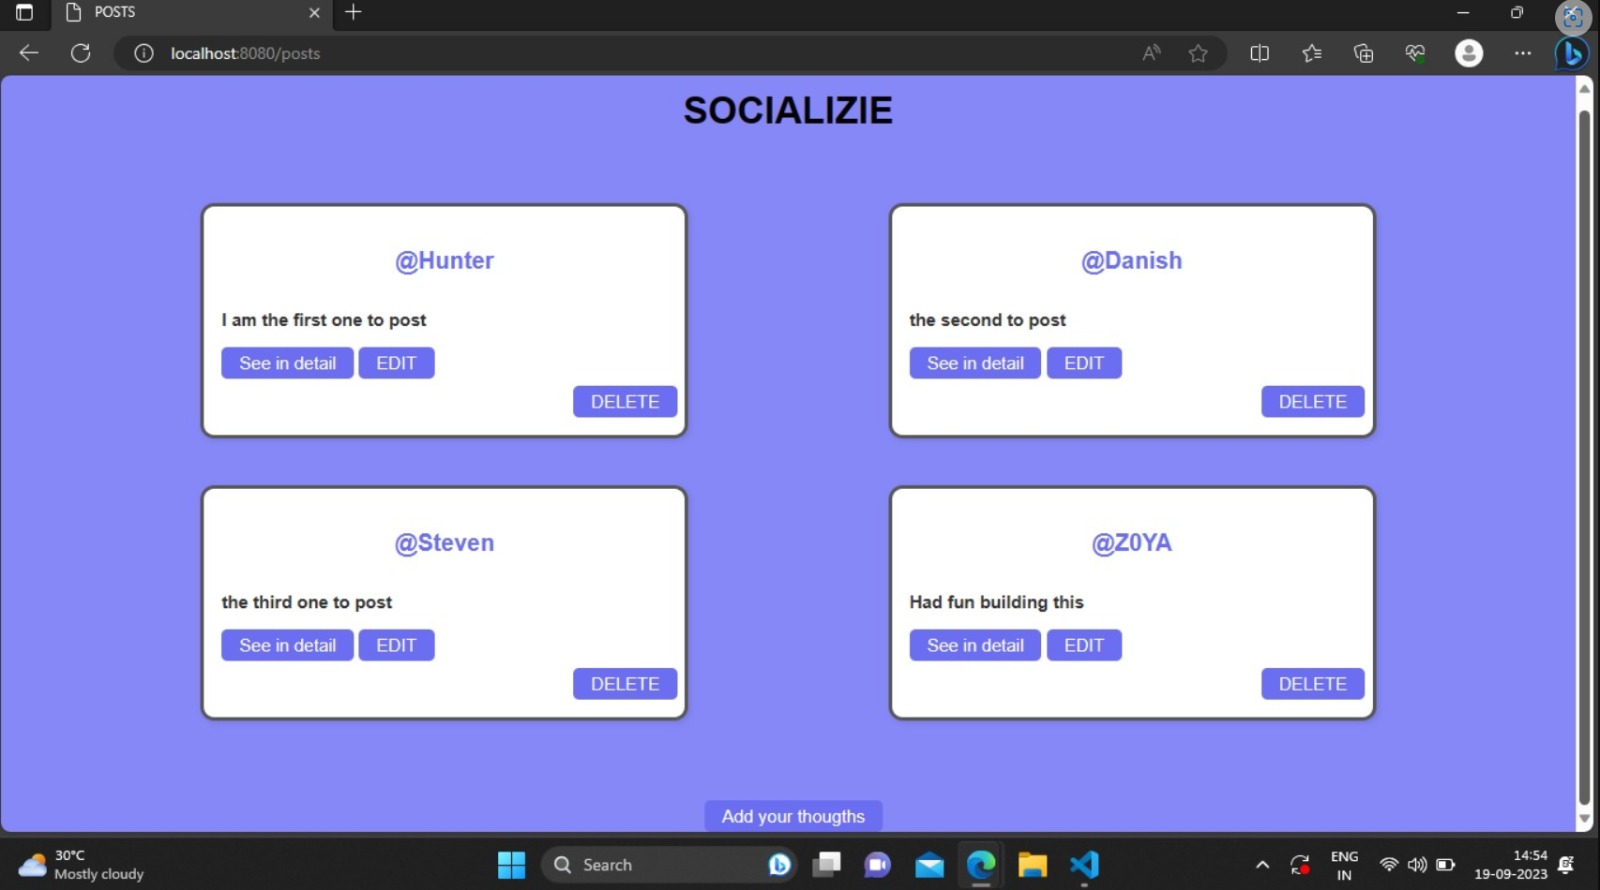 POSTS
localhost:8080/posts
SOCIALIZIE
@Hunter
I am the first one to post
See in detail EDIT
DELETE
@Danish
the second to post
See in detail EDIT
DELETE
@Steven
the third one to post
See in detail EDIT
DELETE
@Z0YA
Had fun building this
See in detail EDIT
DELETE
Add your thougths
30°C
Mostly cloudy
Search
ENG
IN
14:54
19-09-2023